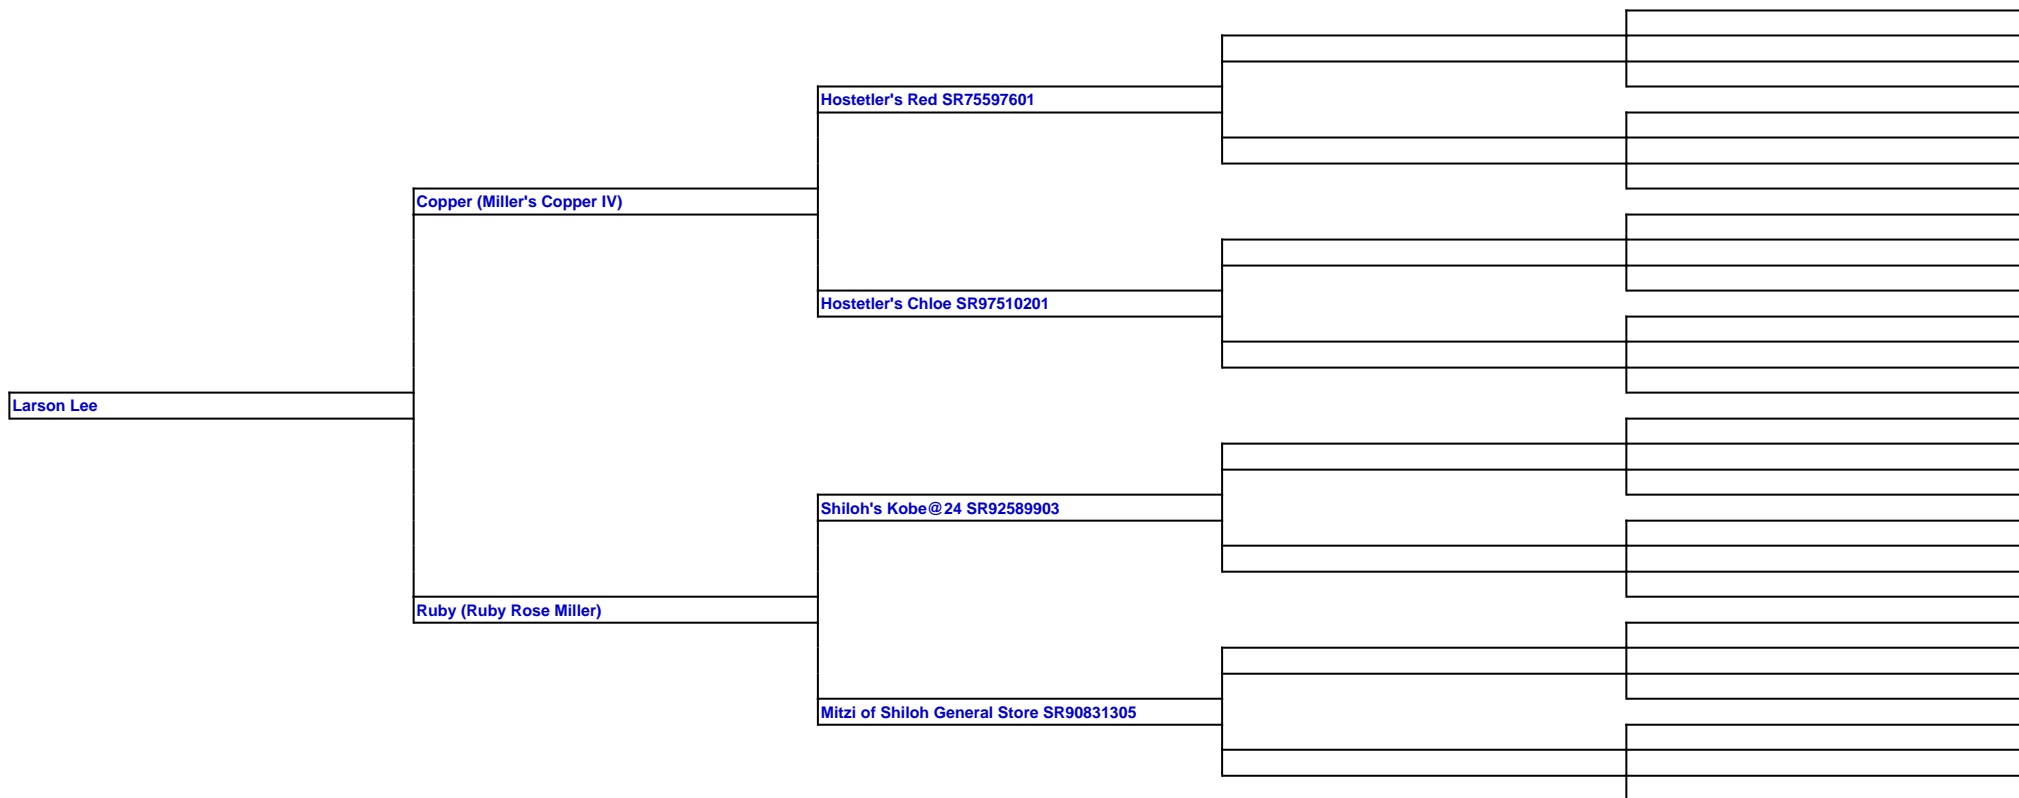 Hostetler's Red SR75597601
Copper (Miller's Copper IV)
Hostetler's Chloe SR97510201
Larson Lee
Shiloh's Kobe@24 SR92589903
Ruby (Ruby Rose Miller)
Mitzi of Shiloh General Store SR90831305